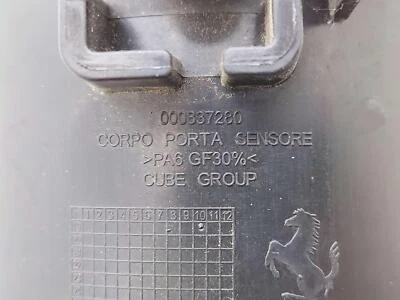 000337280
CORPO PORTA SENSORE
>PA6 GF30%<
CUBE GROUP
1 2 3 4 5 6 7 8 9 10 11 12